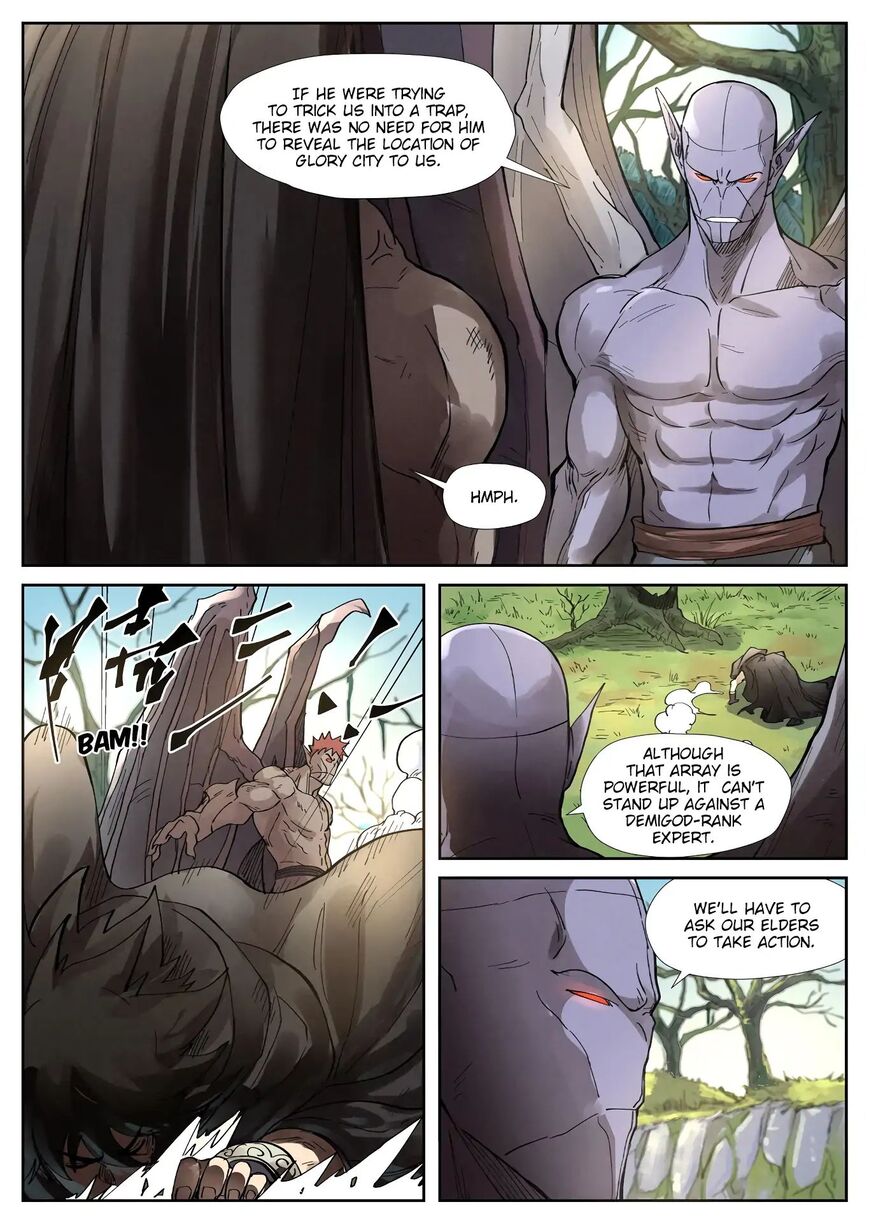 IF HE WERE TRYING
TO TRICK US INTO A TRAP,
THERE WAS NO NEED FOR HIM
TO REVEAL THE LOCATION OF
GLORY CITY TO US.
HMPH.
BAM!!
ALTHOUGH
THAT ARRAY IS
POWERFUL, IT CAN'T
STAND UP AGAINST A
DEMIGOD-RANK
EXPERT.
WE'LL HAVE TO
ASK OUR ELDERS
TO TAKE ACTION.